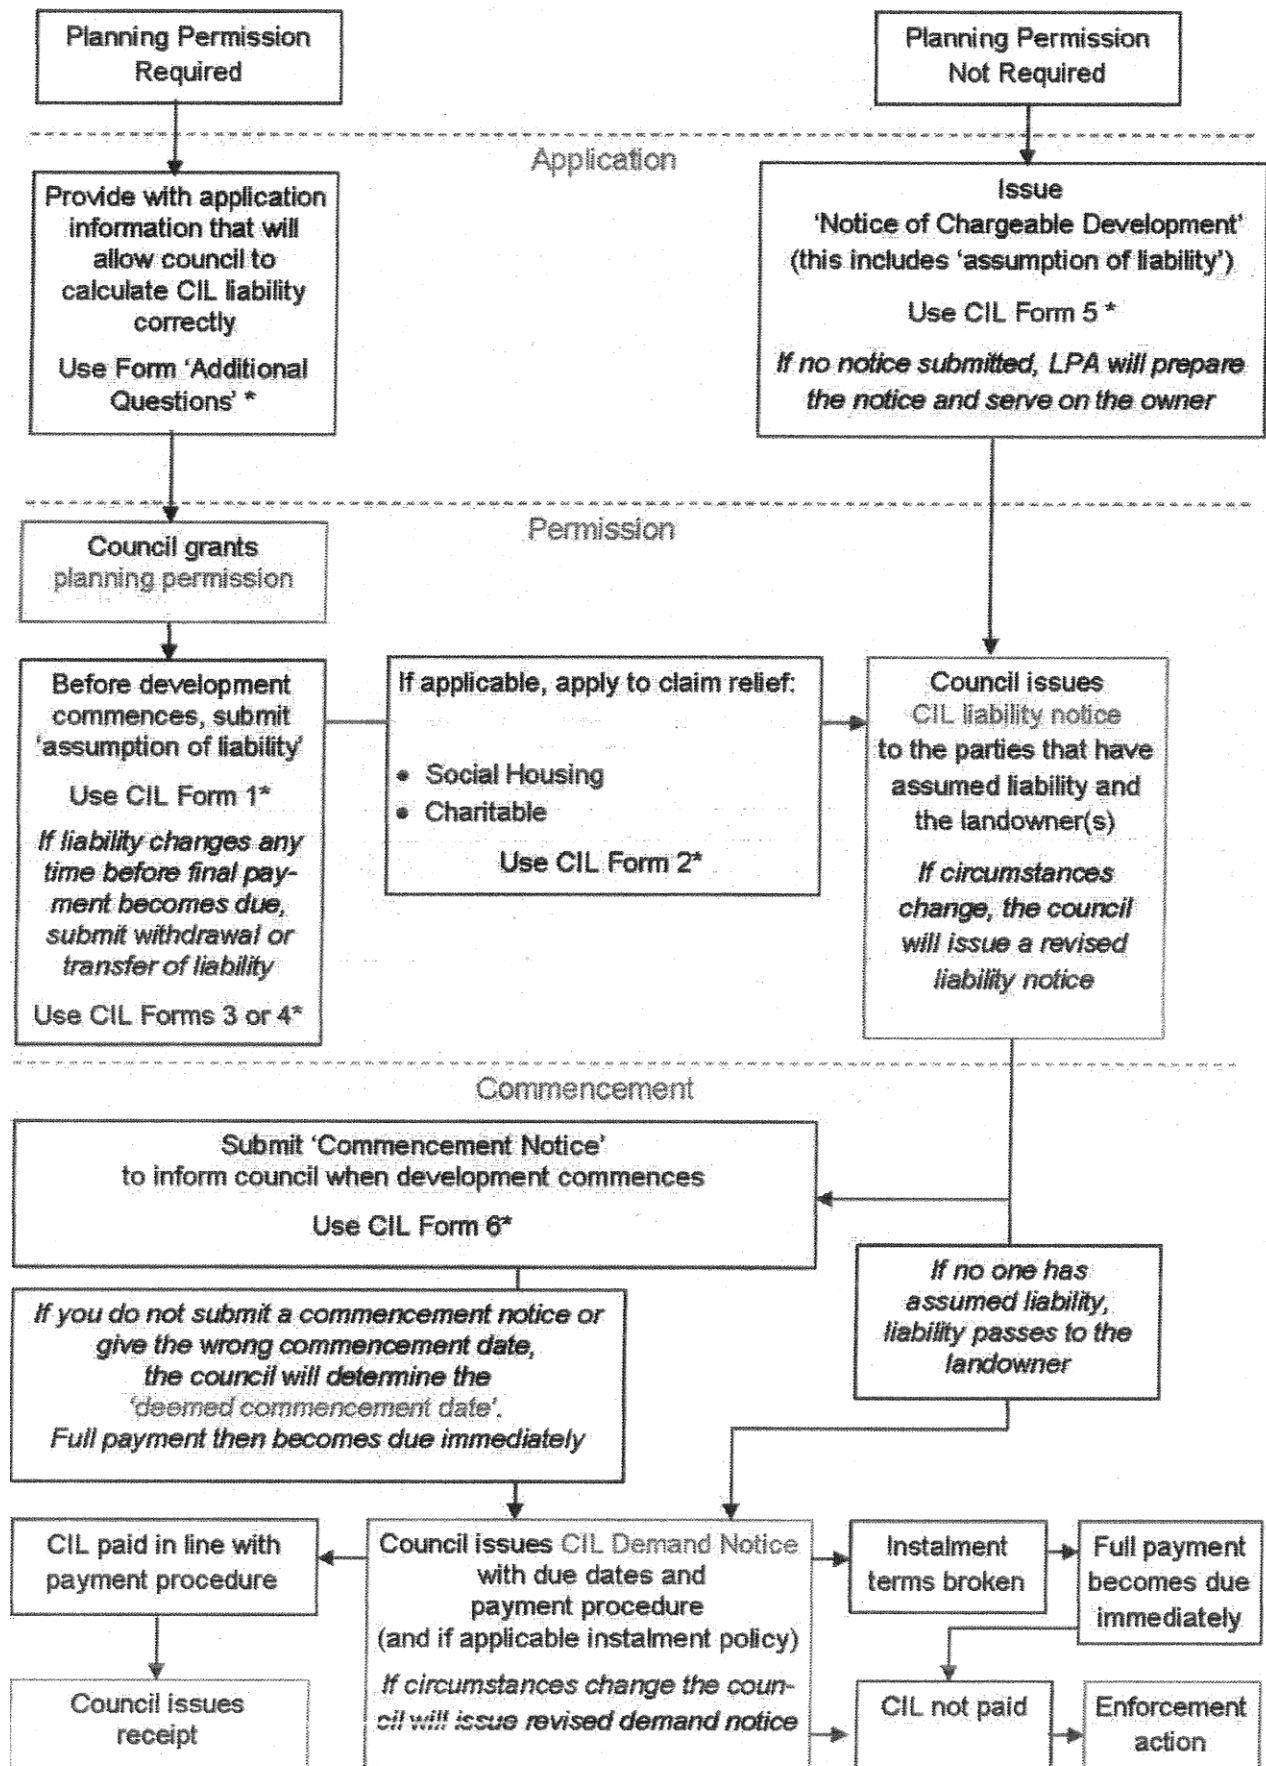 Planning Permission
Required
Planning Permission
Not Required
Application
Provide with application
information that will
allow council to
calculate CIL liability
correctly
Use Form ‘Additional
Questions’ *
Issue
‘Notice of Chargeable Development’
(this includes ‘assumption of liability’)
Use CIL Form 5 *
If no notice submitted, LPA will prepare
the notice and serve on the owner
Permission
Council grants
planning permission
Before development
commences, submit
‘assumption of liability’
Use CIL Form 1*
If liability changes any
time before final pay-
ment becomes due,
submit withdrawal or
transfer of liability
Use CIL Forms 3 or 4*
If applicable, apply to claim relief:
• Social Housing
• Charitable
Use CIL Form 2*
Council issues
CIL liability notice
to the parties that have
assumed liability and
the landowner(s)
If circumstances
change, the council
will issue a revised
liability notice
Commencement
Submit ‘Commencement Notice’
to inform council when development commences
Use CIL Form 6*
If no one has
assumed liability,
liability passes to the
landowner
If you do not submit a commencement notice or
give the wrong commencement date,
the council will determine the
‘deemed commencement date’.
Full payment then becomes due immediately
CIL paid in line with
payment procedure
Council issues CIL Demand Notice
with due dates and
payment procedure
(and if applicable instalment policy)
If circumstances change the coun-
cil will issue revised demand notice
Instalment
terms broken
Full payment
becomes due
immediately
Council issues
receipt
CIL not paid
Enforcement
action